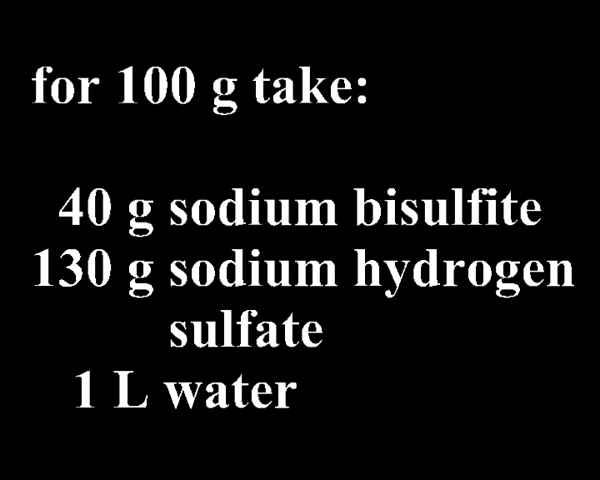 for 100 g take:
40 g sodium bisulfite
130 g sodium hydrogen
sulfate
1 L water